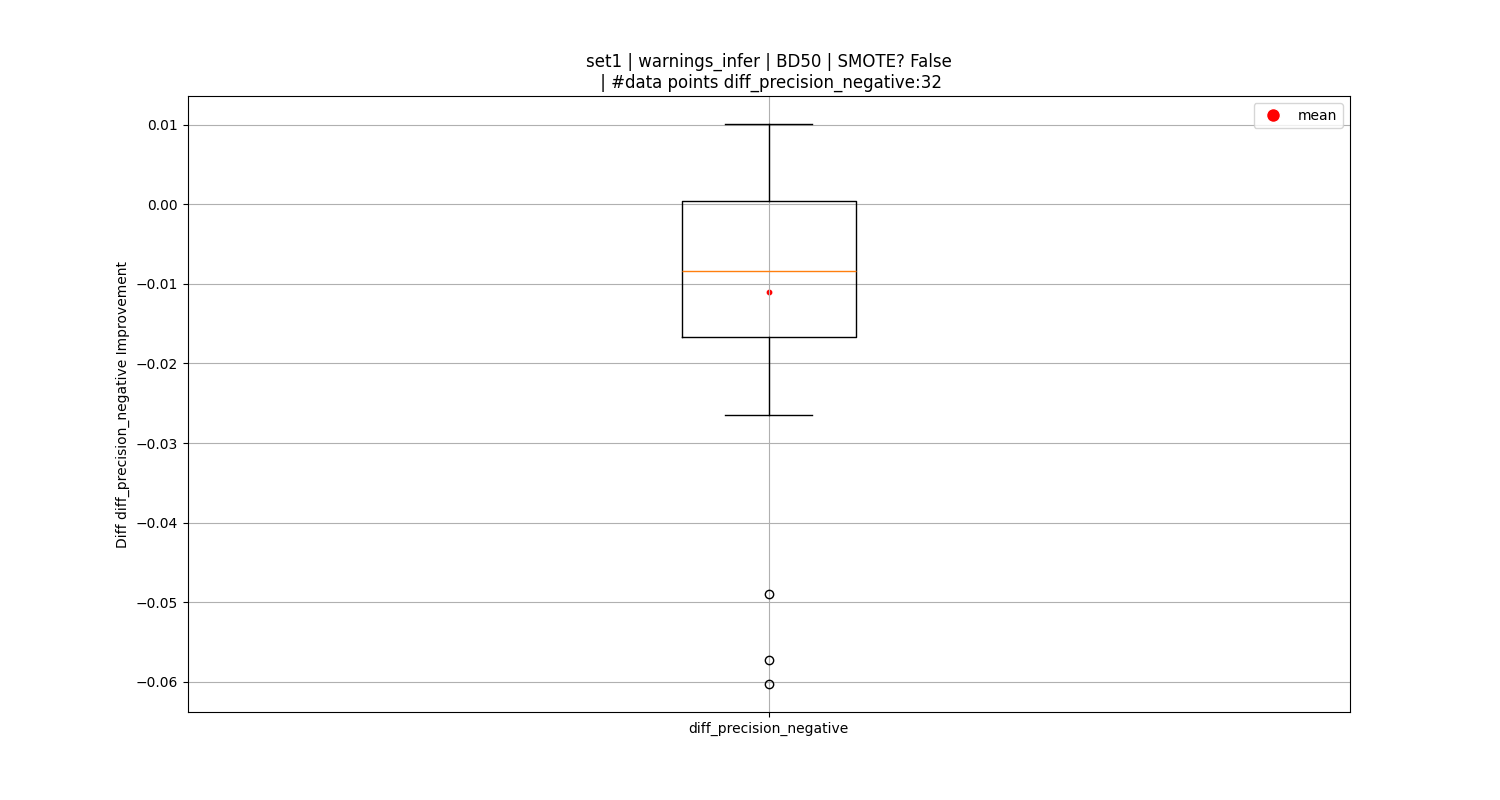 set1 | warnings_infer | BD50 | SMOTE? False
| #data points diff_precision_negative:32
mean
0.01
0.00
−0.01
−0.02
−0.03
−0.04
−0.05
−0.06
Diff diff_precision_negative Improvement
diff_precision_negative